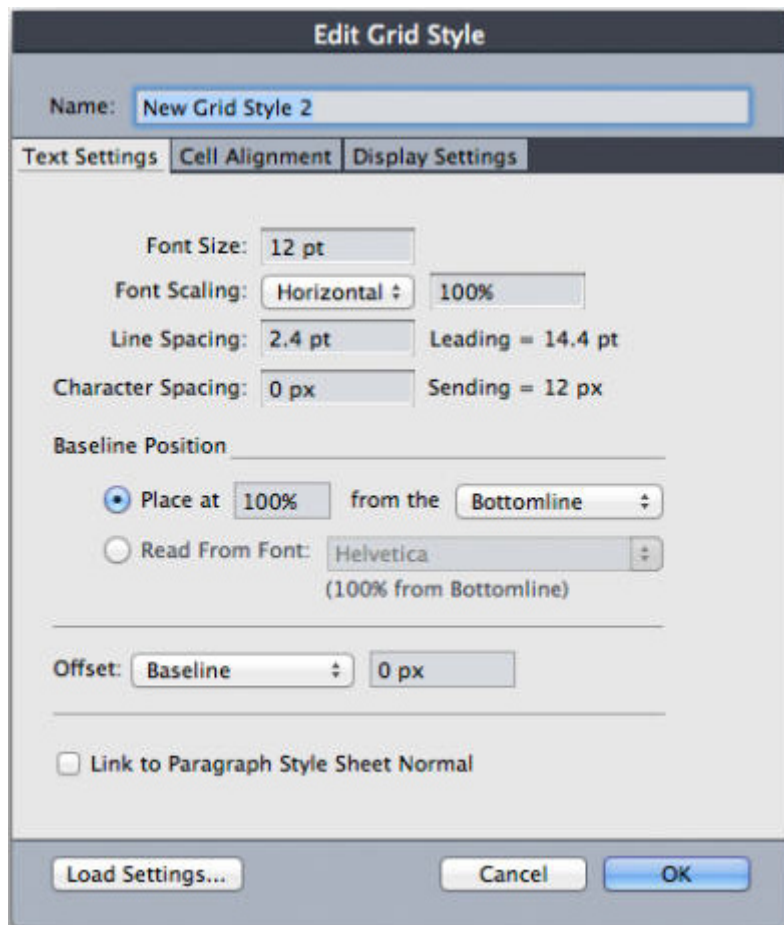 Edit Grid Style
Name: New Grid Style 2
Text Settings Cell Alignment Display Settings
Font Size: 12 pt
Font Scaling: Horizontal 100%
Line Spacing: 2.4 pt Leading = 14.4 pt
Character Spacing: 0 px Sending = 12 px
Baseline Position
Place at 100% from the Bottomline
Read From Font: Helvetica
(100% from Bottomline)
Offset: Baseline 0 px
Link to Paragraph Style Sheet Normal
Load Settings... Cancel OK